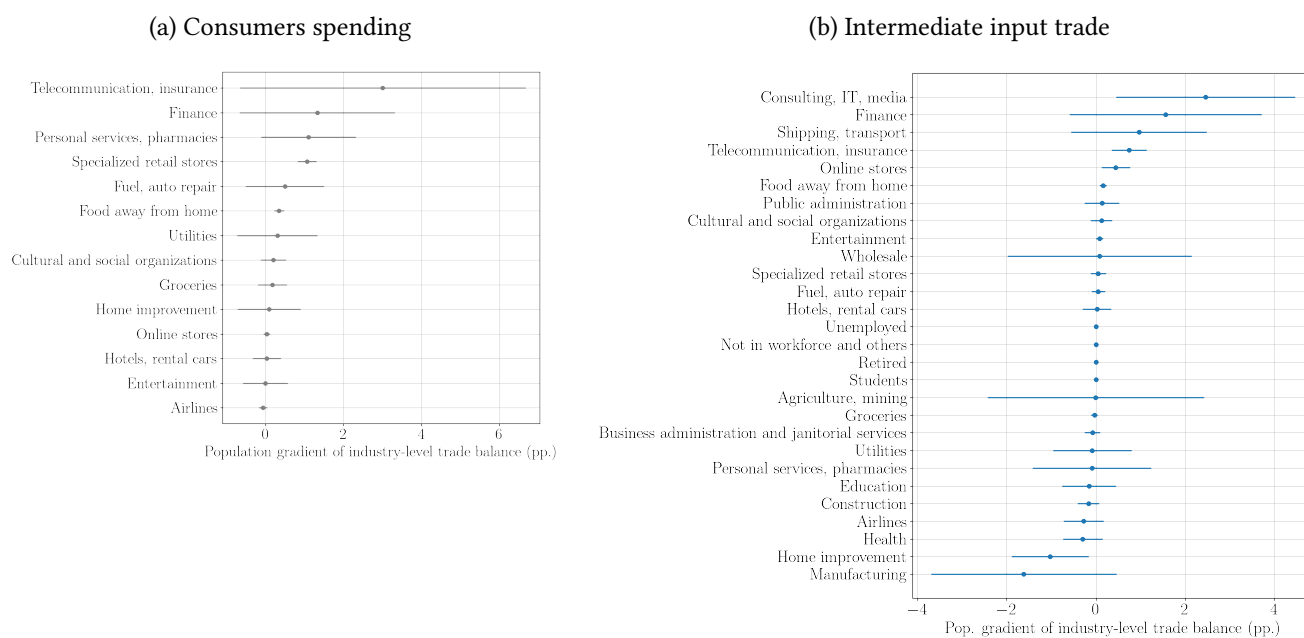 (a) Consumers spending
Telecommunication, insurance
Finance
Personal services, pharmacies
Specialized retail stores
Fuel, auto repair
Food away from home
Utilities
Cultural and social organizations
Groceries
Home improvement
Online stores
Hotels, rental cars
Entertainment
Airlines
0 2 4 6
Population gradient of industry-level trade balance (pp.)
(b) Intermediate input trade
Consulting, IT, media
Finance
Shipping, transport
Telecommunication, insurance
Online stores
Food away from home
Public administration
Cultural and social organizations
Entertainment
Wholesale
Specialized retail stores
Fuel, auto repair
Hotels, rental cars
Unemployed
Not in workforce and others
Retired
Students
Agriculture, mining
Groceries
Business administration and janitorial services
Utilities
Personal services, pharmacies
Education
Construction
Airlines
Health
Home improvement
Manufacturing
−4 −2 0 2 4
Pop. gradient of industry-level trade balance (pp.)